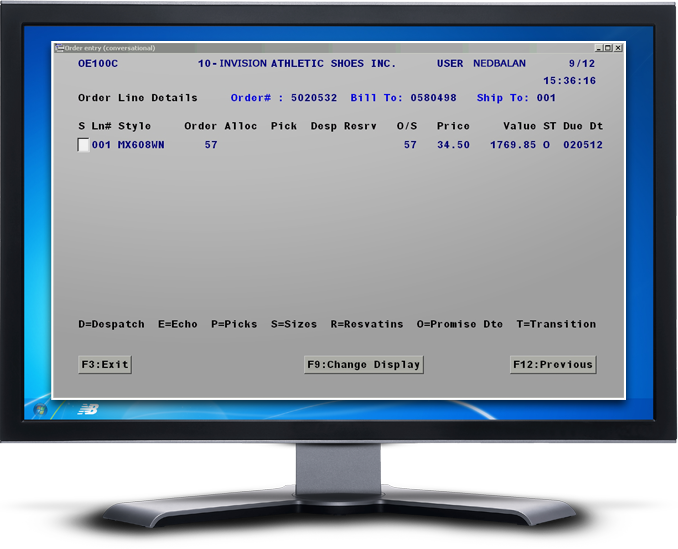 Order entry (conversational)
OE100C 10- INVISION ATHLETIC SHOES INC. USER NEDBALAN 9/12
15:36:16
Order Line Details Order# : 5020532 Bill To: 0580498 Ship To: 001
S Ln# Style Order Alloc Pick Desp Resrv O/S Price Value ST Due Dt
001 MX608WN 57 57 34.50 1769.85 O 020512
D=Despatch E=Echo P=Picks S=Sizes R=Resvatins O=Promise Dte T=Transition
F3:Exit F9:Change Display F12:Previous
NB